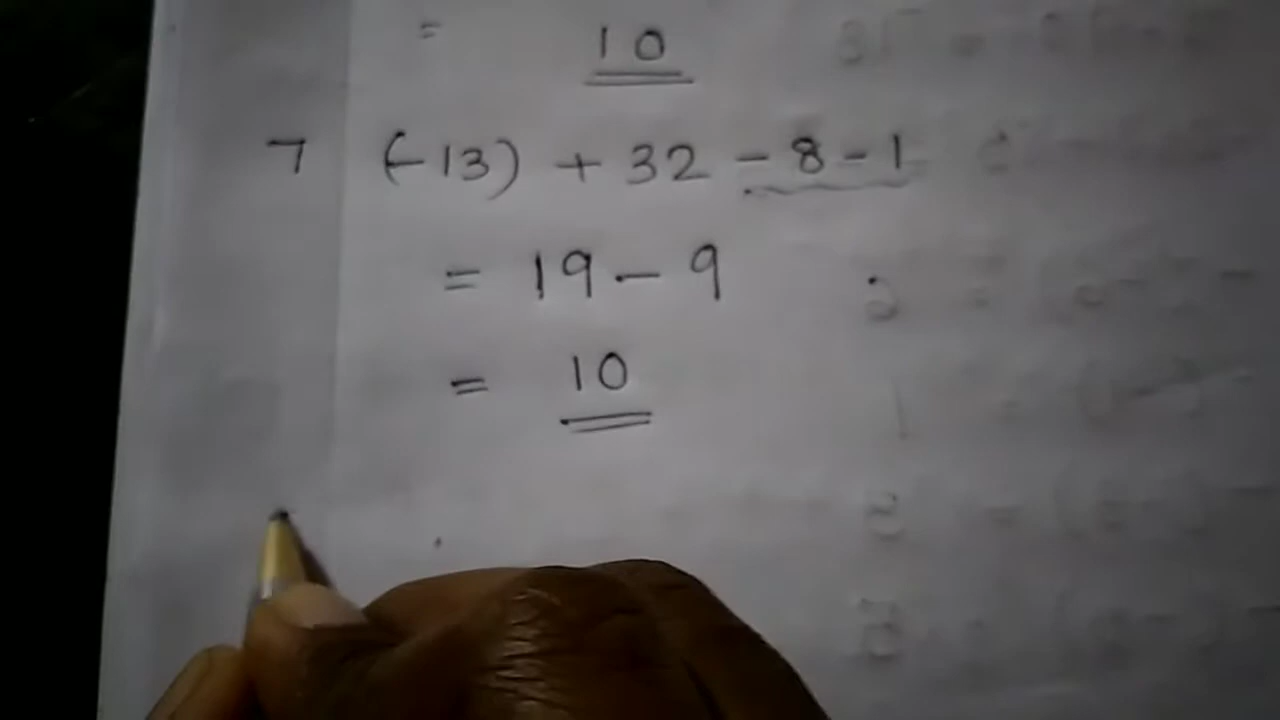 = 10
7 (-13) + 32 - 8 - 1
= 19 - 9
= 10